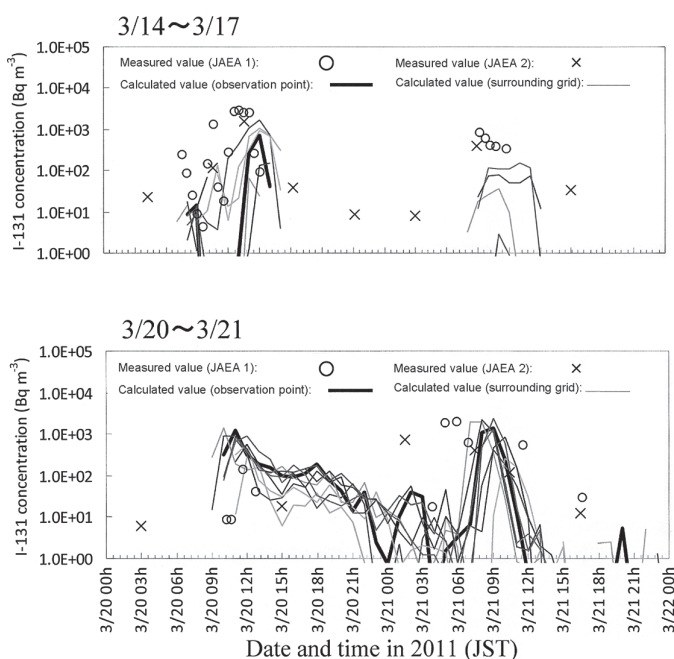 3/14～3/17
1.0E+05
1.0E+04
1.0E+03
1.0E+02
1.0E+01
1.0E+00
I-131 concentration (Bq m-3)
Measured value (JAEA 1):
Measured value (JAEA 2):
Calculated value (observation point):
Calculated value (surrounding grid):
3/20～3/21
1.0E+05
1.0E+04
1.0E+03
1.0E+02
1.0E+01
1.0E+00
I-131 concentration (Bq m-3)
Measured value (JAEA 1):
Measured value (JAEA 2):
Calculated value (observation point):
Calculated value (surrounding grid):
3/20 00h
3/20 03h
3/20 06h
3/20 09h
3/20 12h
3/20 15h
3/20 18h
3/20 21h
3/21 00h
3/21 03h
3/21 06h
3/21 09h
3/21 12h
3/21 15h
3/21 18h
3/21 21h
3/22 00h
Date and time in 2011 (JST)